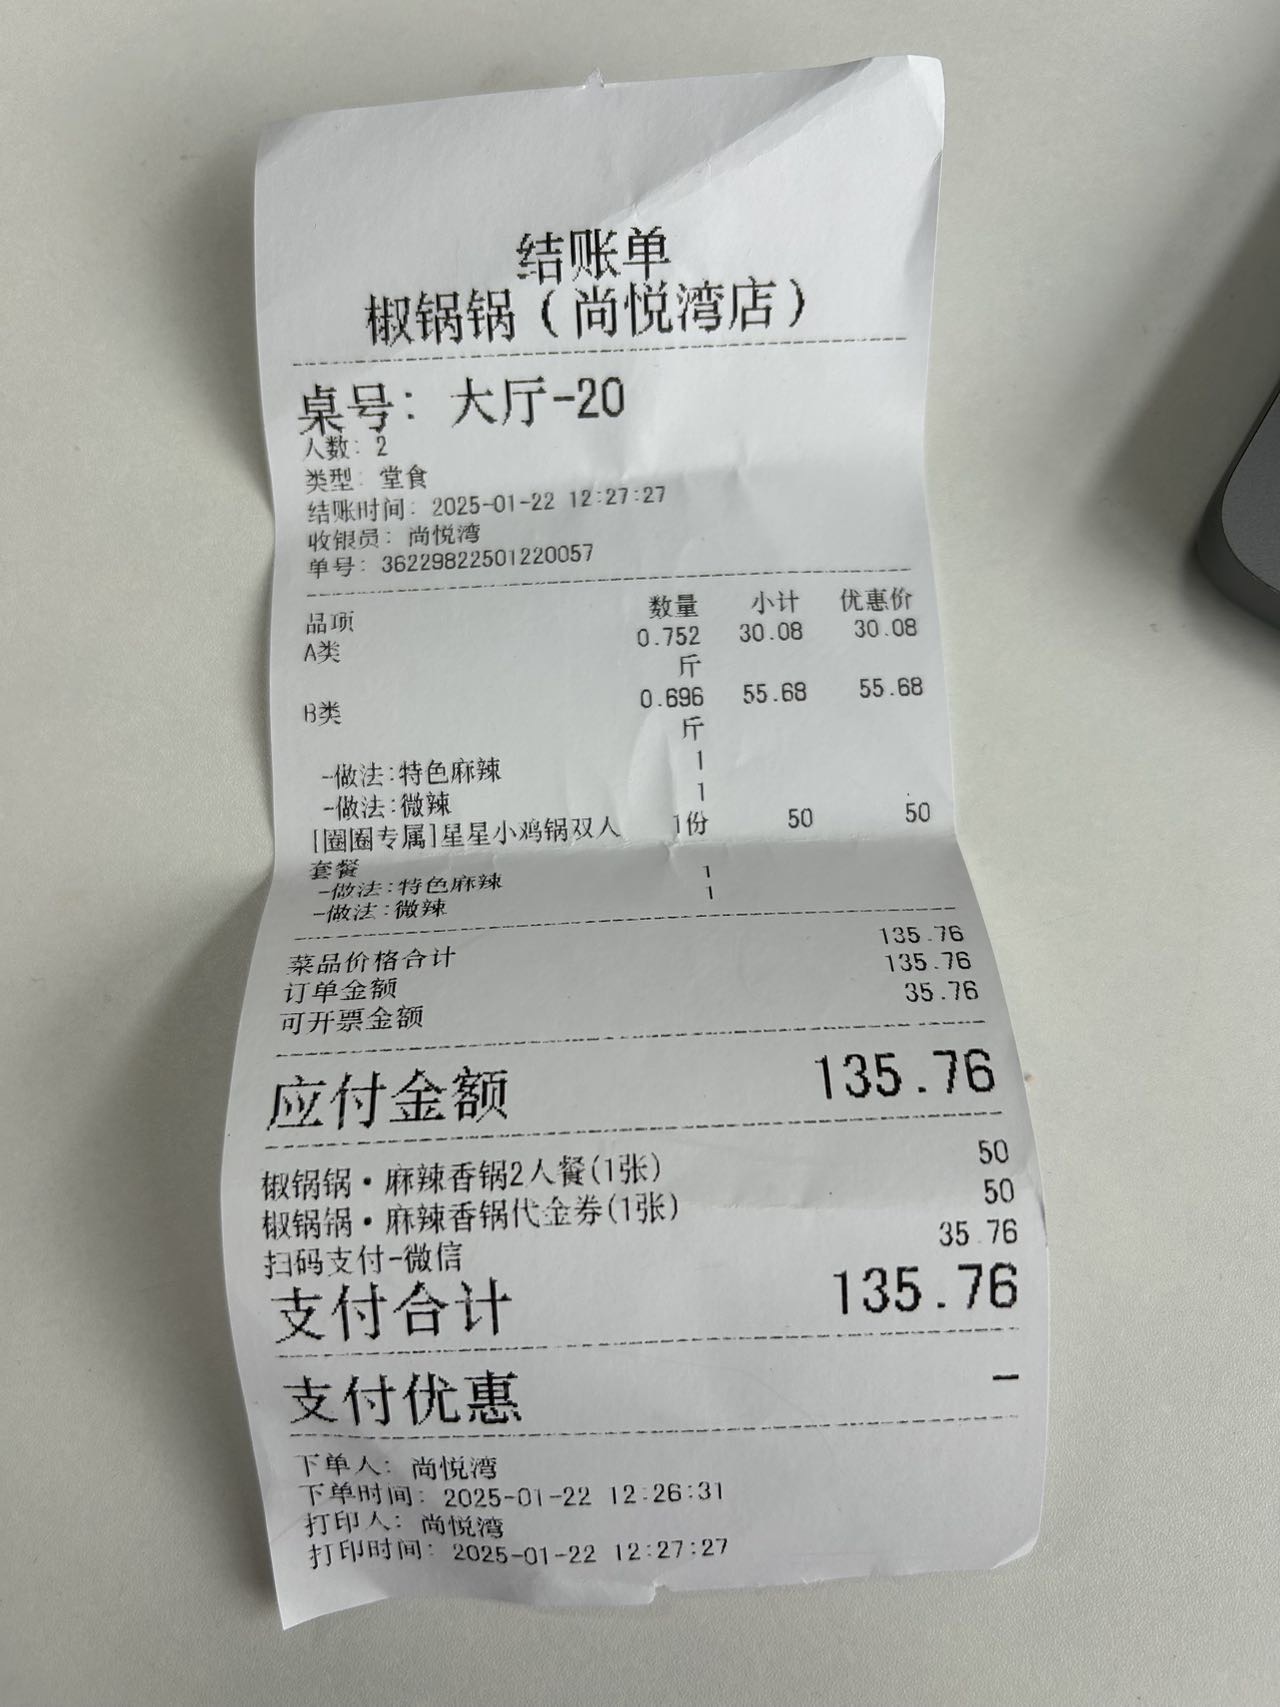 结账单
椒锅锅（尚悦湾店）
桌号： 大厅-20
人数：2
类型：堂食
结账时间：2025-01-22 12:27:27
收银员：尚悦湾
单号：36229822501220057
品项 数量 小计 优惠价
A类 0.752 30.08 30.08
斤
B类 0.696 55.68 55.68
斤
-做法:特色麻辣 1
-做法:微辣 1
[圈圈专属]星星小鸡锅双人 1份 50 50
套餐
-做法:特色麻辣 1
-做法:微辣 1
菜品价格合计 135.76
订单金额 135.76
可开票金额 35.76
应付金额 135.76
椒锅锅·麻辣香锅2人餐(1张) 50
椒锅锅·麻辣香锅代金券(1张) 50
扫码支付-微信 35.76
支付合计 135.76
支付优惠 -
下单人：尚悦湾
下单时间：2025-01-22 12:26:31
打印人：尚悦湾
打印时间：2025-01-22 12:27:27